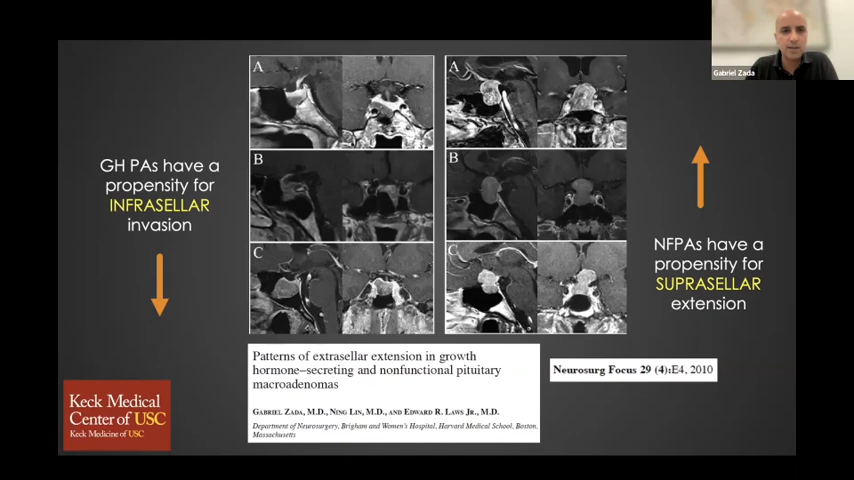 Gabriel Zada
GH PAs have a
propensity for
INFRASELLAR
invasion
A
B
C
A
B
C
NFPAs have a
propensity for
SUPRASELLAR
extension
Patterns of extrasellar extension in growth
hormone–secreting and nonfunctional pituitary
macroadenomas
GABRIEL ZADA, M.D., NING LIN, M.D., AND EDWARD R. LAWS JR., M.D.
Department of Neurosurgery, Brigham and Women's Hospital, Harvard Medical School, Boston,
Massachusetts
Neurosurg Focus 29 (4):E4, 2010
Keck Medical
Center of USC
Keck Medicine of USC